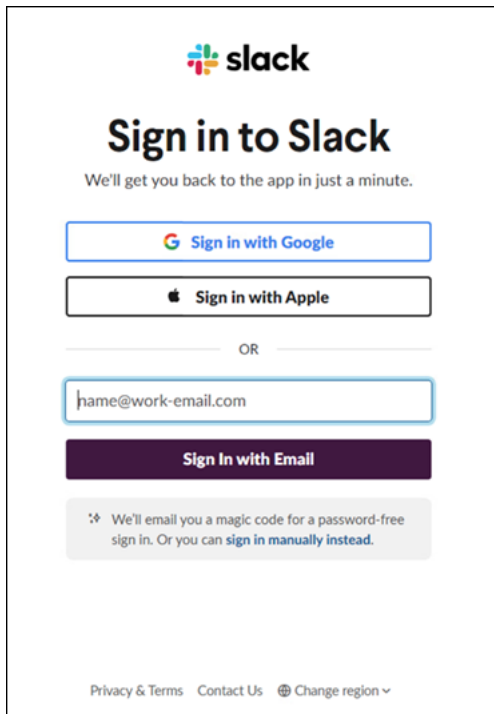 slack
Sign in to Slack
We'll get you back to the app in just a minute.
Sign in with Google
Sign in with Apple
OR
name@work-email.com
Sign In with Email
We'll email you a magic code for a password-free
sign in. Or you can sign in manually instead.
Privacy & Terms Contact Us Change region